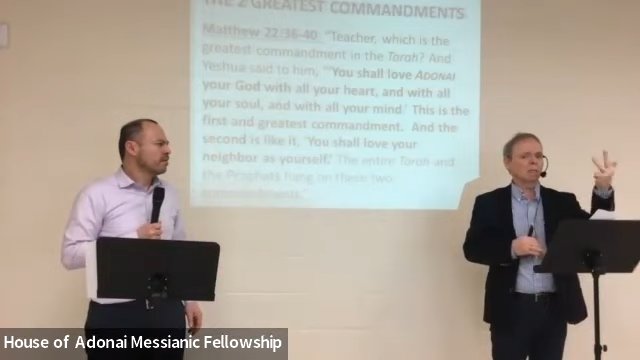 THE 2 GREATEST COMMANDMENTS
Matthew 22:36-40 "Teacher, which is the
greatest commandment in the Torah? And
Yeshua said to him, "'You shall love ADONAI
your God with all your heart, and with all
your soul, and with all your mind.' This is the
first and greatest commandment. And the
second is like it, 'You shall love your
neighbor as yourself.' The entire Torah and
the Prophets hang on these two
commandments."
House of Adonai Messianic Fellowship